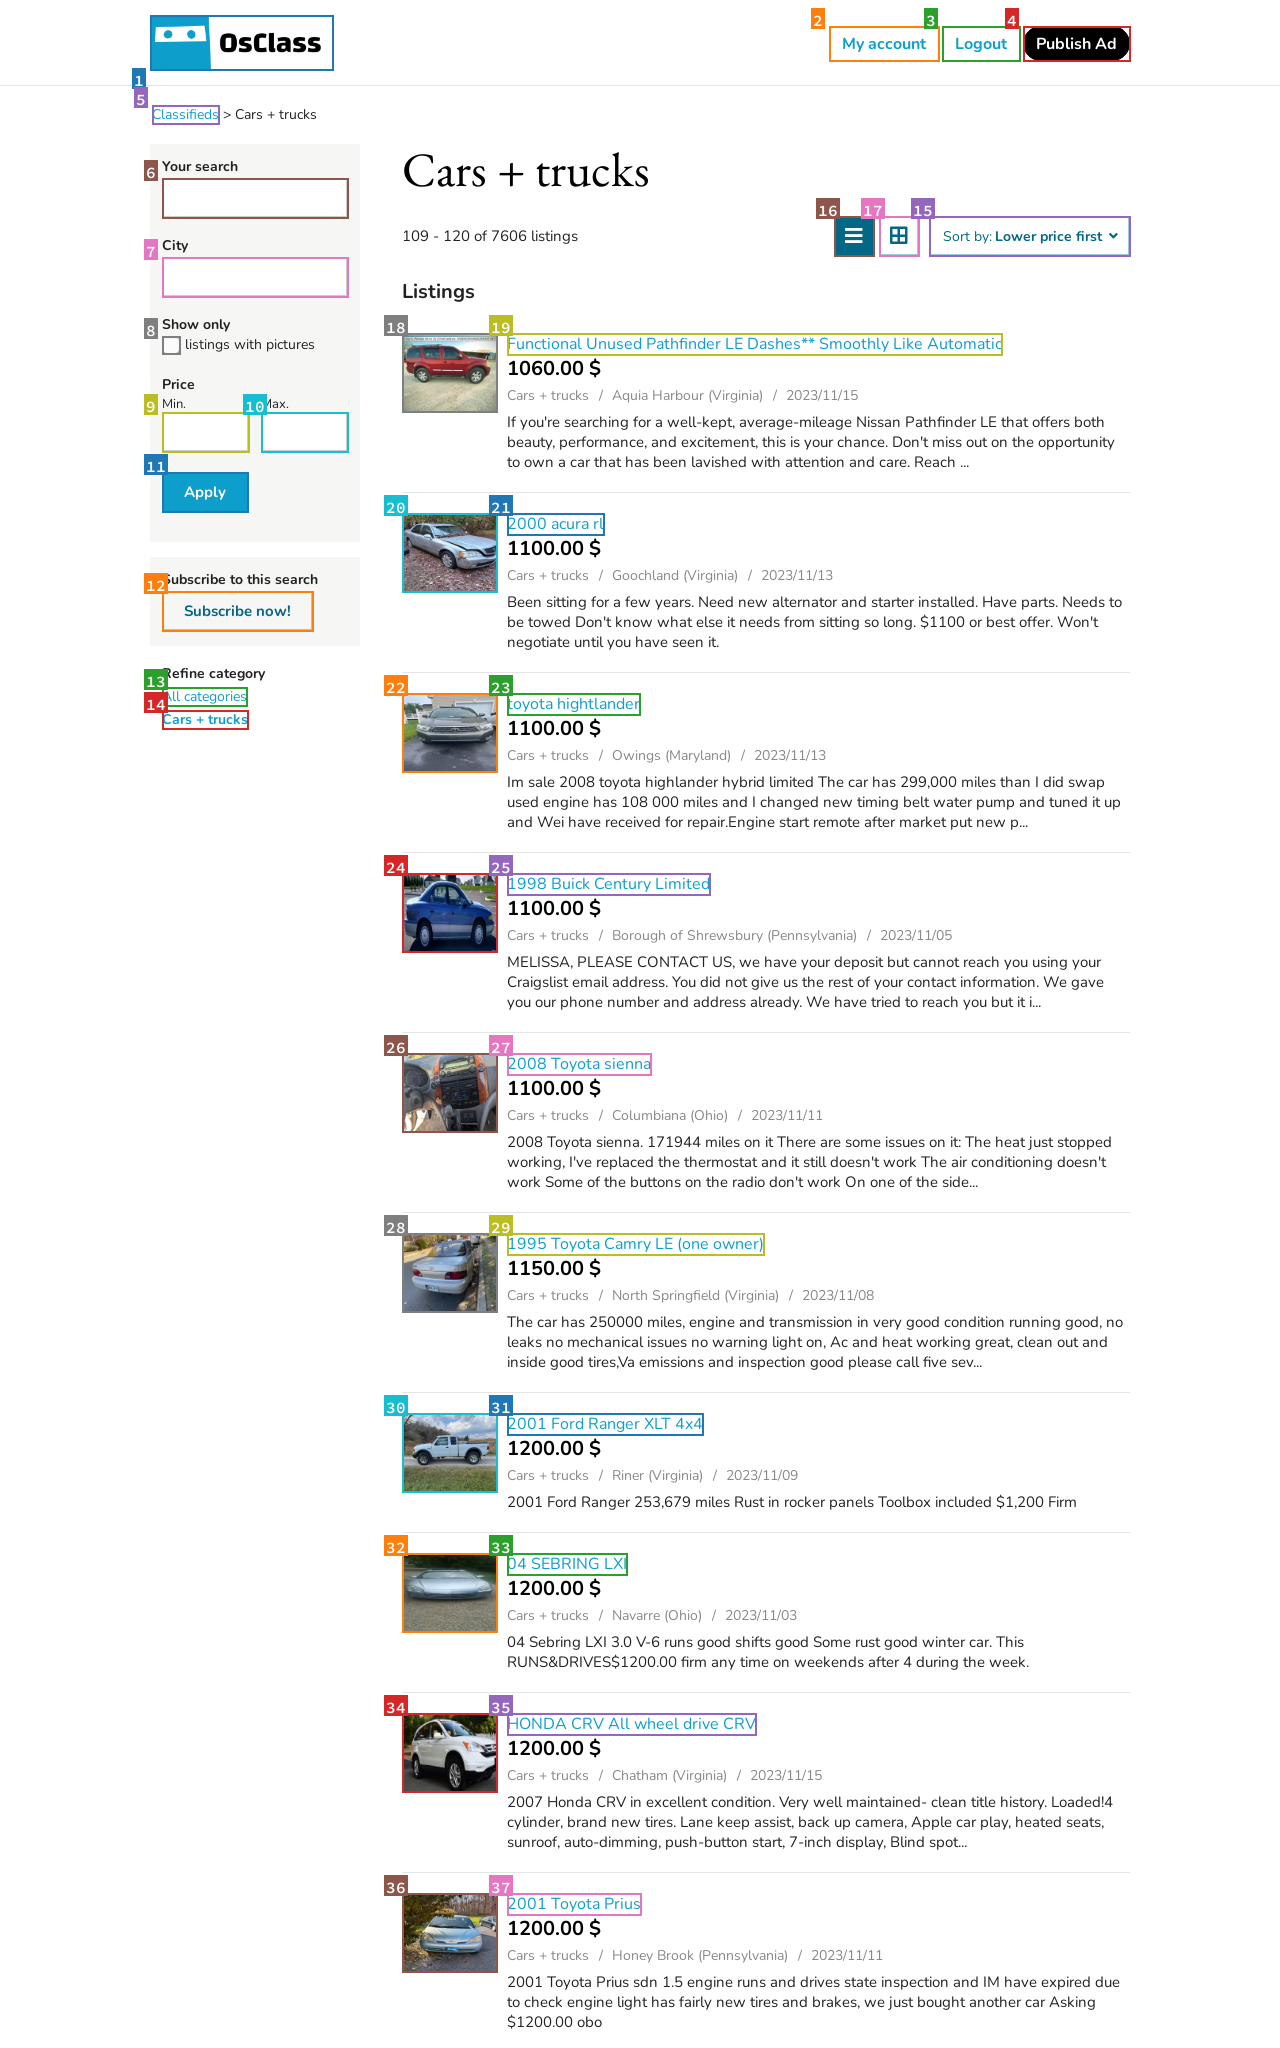 OsClass
1
2
My account
3
Logout
4
Publish Ad
5
Classifieds > Cars + trucks
6
Your search
7
City
8
Show only
listings with pictures
Price
9
Min.
10
Max.
11
Apply
12
Subscribe to this search
Subscribe now!
Refine category
13
All categories
14
Cars + trucks
Cars + trucks
109 - 120 of 7606 listings
16
17
15
Sort by: Lower price first
Listings
18
19
Functional Unused Pathfinder LE Dashes** Smoothly Like Automatic
1060.00 $
Cars + trucks / Aquia Harbour (Virginia) / 2023/11/15
If you're searching for a well-kept, average-mileage Nissan Pathfinder LE that offers both
beauty, performance, and excitement, this is your chance. Don't miss out on the opportunity
to own a car that has been lavished with attention and care. Reach ...
20
21
2000 acura rl
1100.00 $
Cars + trucks / Goochland (Virginia) / 2023/11/13
Been sitting for a few years. Need new alternator and starter installed. Have parts. Needs to
be towed Don't know what else it needs from sitting so long. $1100 or best offer. Won't
negotiate until you have seen it.
22
23
toyota hightlander
1100.00 $
Cars + trucks / Owings (Maryland) / 2023/11/13
Im sale 2008 toyota highlander hybrid limited The car has 299,000 miles than I did swap
used engine has 108 000 miles and I changed new timing belt water pump and tuned it up
and Wei have received for repair.Engine start remote after market put new p...
24
25
1998 Buick Century Limited
1100.00 $
Cars + trucks / Borough of Shrewsbury (Pennsylvania) / 2023/11/05
MELISSA, PLEASE CONTACT US, we have your deposit but cannot reach you using your
Craigslist email address. You did not give us the rest of your contact information. We gave
you our phone number and address already. We have tried to reach you but it i...
26
27
2008 Toyota sienna
1100.00 $
Cars + trucks / Columbiana (Ohio) / 2023/11/11
2008 Toyota sienna. 171944 miles on it There are some issues on it: The heat just stopped
working, I've replaced the thermostat and it still doesn't work The air conditioning doesn't
work Some of the buttons on the radio don't work On one of the side...
28
29
1995 Toyota Camry LE (one owner)
1150.00 $
Cars + trucks / North Springfield (Virginia) / 2023/11/08
The car has 250000 miles, engine and transmission in very good condition running good, no
leaks no mechanical issues no warning light on, Ac and heat working great, clean out and
inside good tires,Va emissions and inspection good please call five sev...
30
31
2001 Ford Ranger XLT 4x4
1200.00 $
Cars + trucks / Riner (Virginia) / 2023/11/09
2001 Ford Ranger 253,679 miles Rust in rocker panels Toolbox included $1,200 Firm
32
33
04 SEBRING LXI
1200.00 $
Cars + trucks / Navarre (Ohio) / 2023/11/03
04 Sebring LXI 3.0 V-6 runs good shifts good Some rust good winter car. This
RUNS&DRIVES$1200.00 firm any time on weekends after 4 during the week.
34
35
HONDA CRV All wheel drive CRV
1200.00 $
Cars + trucks / Chatham (Virginia) / 2023/11/15
2007 Honda CRV in excellent condition. Very well maintained- clean title history. Loaded!4
cylinder, brand new tires. Lane keep assist, back up camera, Apple car play, heated seats,
sunroof, auto-dimming, push-button start, 7-inch display, Blind spot...
36
37
2001 Toyota Prius
1200.00 $
Cars + trucks / Honey Brook (Pennsylvania) / 2023/11/11
2001 Toyota Prius sdn 1.5 engine runs and drives state inspection and IM have expired due
to check engine light has fairly new tires and brakes, we just bought another car Asking
$1200.00 obo